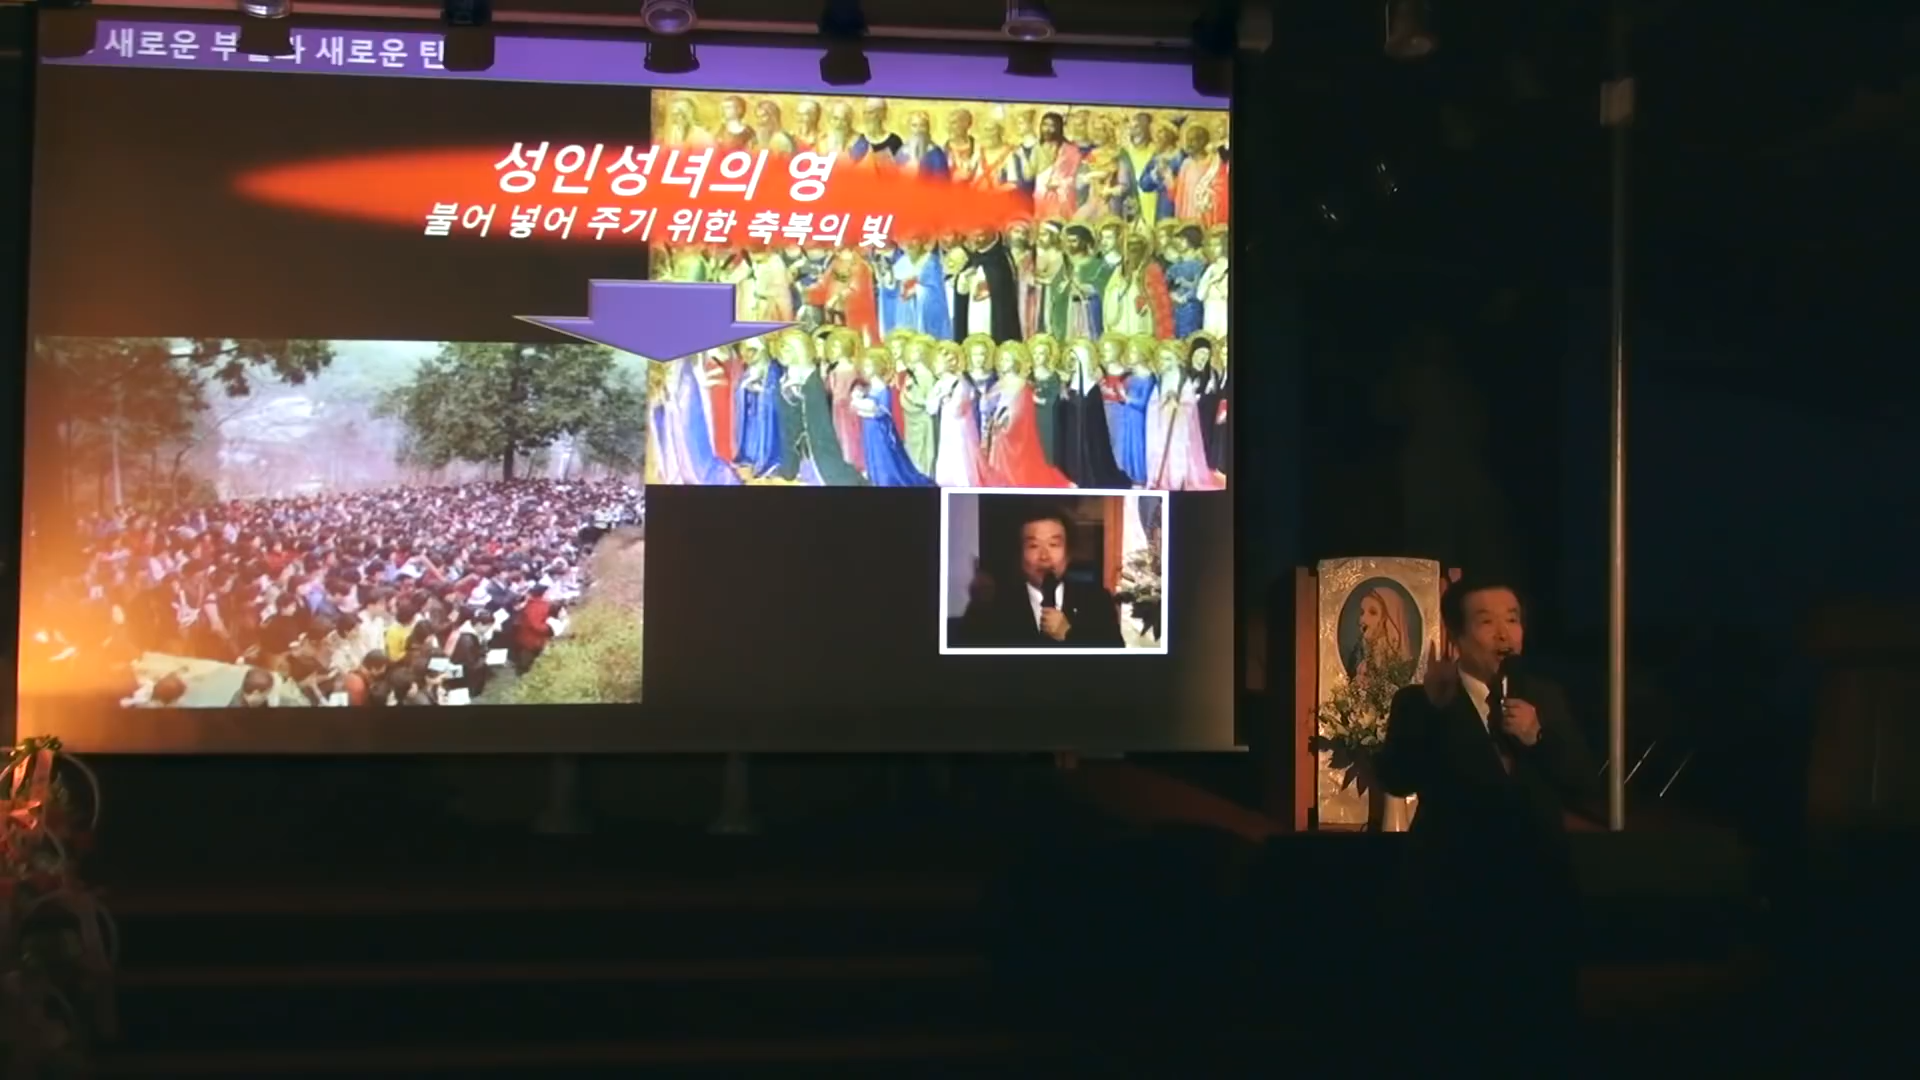 새로운 부 새로운 탄
성인성녀의 영
불어 넣어 주기 위한 축복의 빛